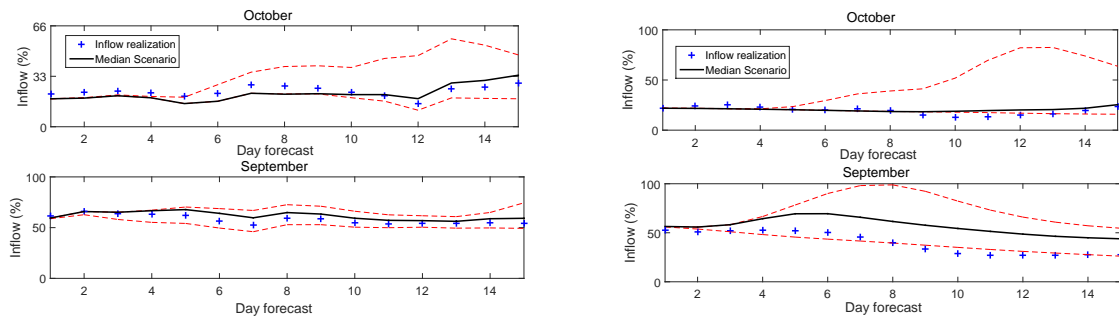 October
66
33
0
Inflow (%)
Inflow realization
Median Scenario
2 4 6 8 10 12 14
Day forecast
September
100
50
0
Inflow (%)
2 4 6 8 10 12 14
Day forecast
October
100
50
0
Inflow (%)
Inflow realization
Median Scenario
2 4 6 8 10 12 14
Day forecast
September
100
50
0
Inflow (%)
2 4 6 8 10 12 14
Day forecast